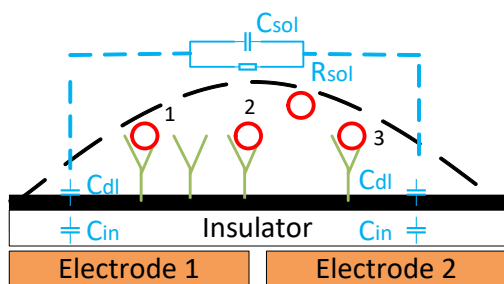 Csol
Rsol
1
2
3
Cdl
Cdl
Cin
Insulator
Cin
Electrode 1
Electrode 2